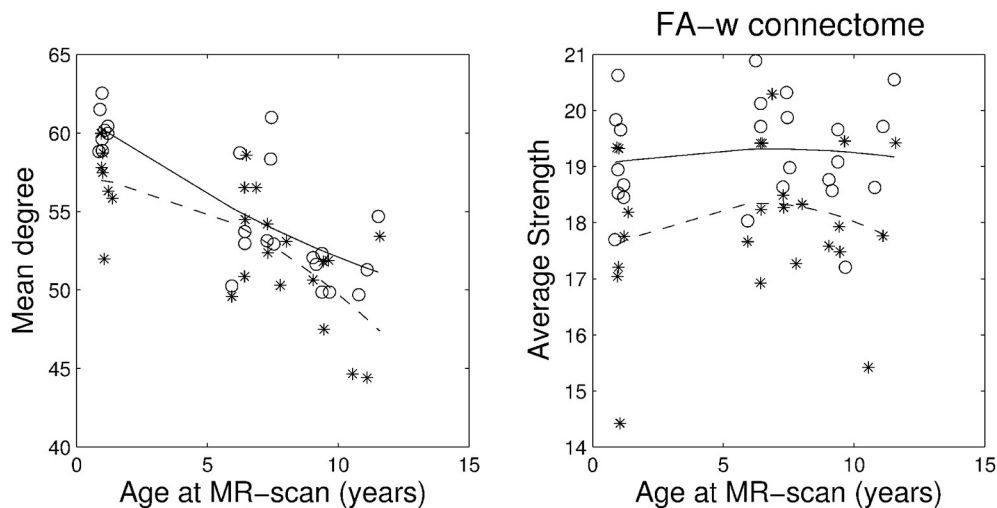 65
60
55
50
45
40
Mean degree
0 5 10 15
Age at MR-scan (years)
FA-w connectome
21
20
19
18
17
16
15
14
Average Strength
0 5 10 15
Age at MR-scan (years)